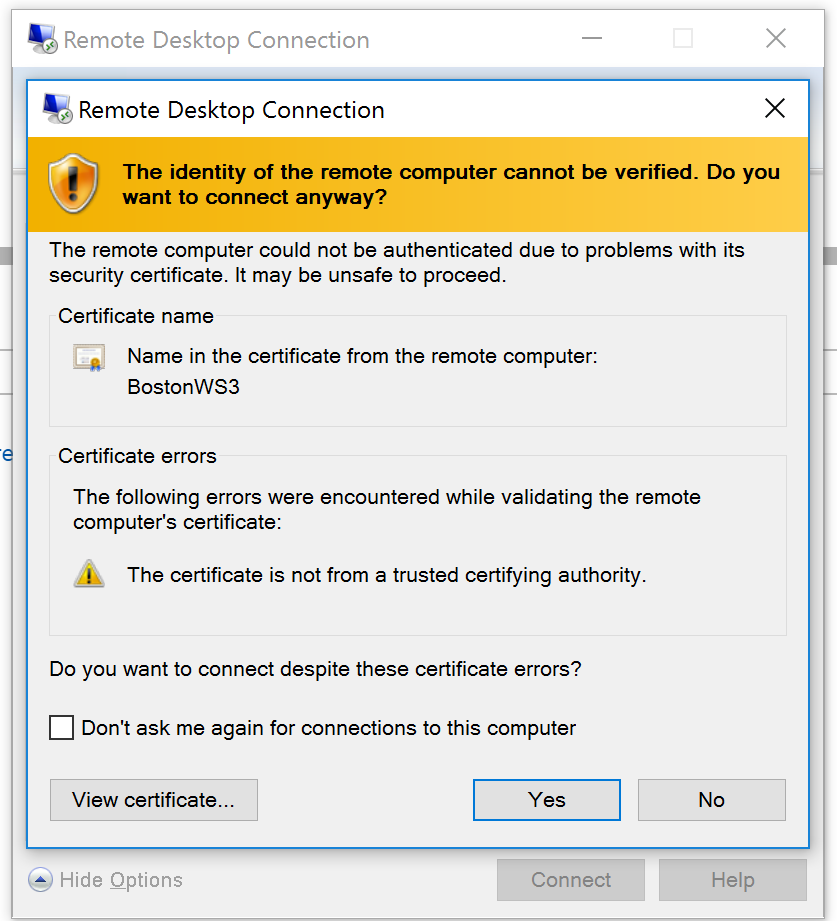 Remote Desktop Connection
Remote Desktop Connection
The identity of the remote computer cannot be verified. Do you
want to connect anyway?
The remote computer could not be authenticated due to problems with its
security certificate. It may be unsafe to proceed.
Certificate name
Name in the certificate from the remote computer:
BostonWS3
Certificate errors
The following errors were encountered while validating the remote
computer's certificate:
The certificate is not from a trusted certifying authority.
Do you want to connect despite these certificate errors?
Don't ask me again for connections to this computer
View certificate... Yes No
Hide Options Connect Help